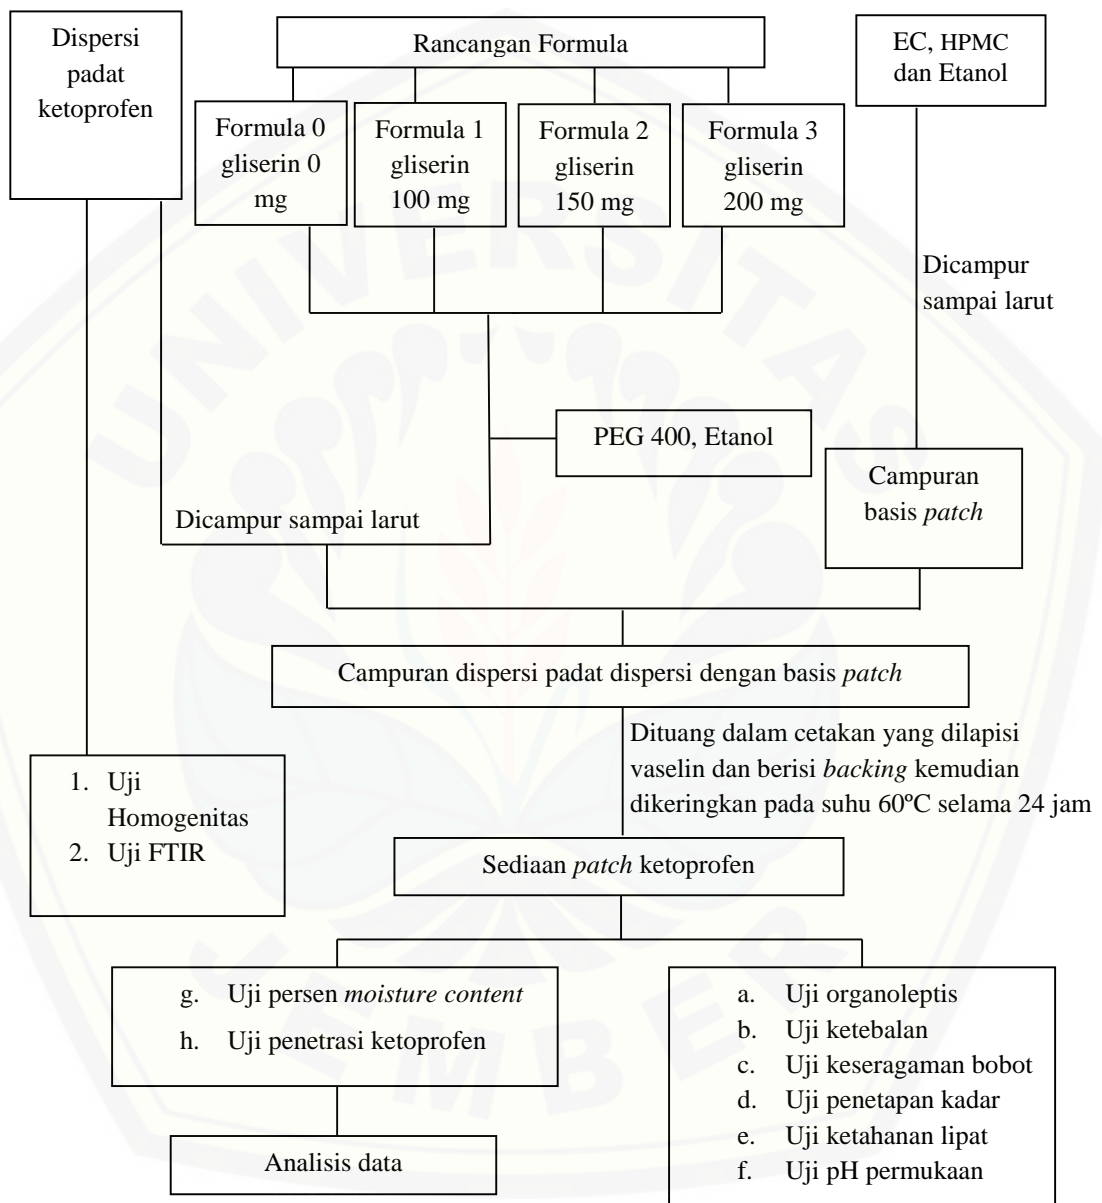 Dispersi
padat
ketoprofen
Rancangan Formula
EC, HPMC
dan Etanol
Formula 0
gliserin 0
mg
Formula 1
gliserin
100 mg
Formula 2
gliserin
150 mg
Formula 3
gliserin
200 mg
Dicampur
sampai larut
PEG 400, Etanol
Campuran
basis patch
Dicampur sampai larut
Campuran dispersi padat dispersi dengan basis patch
Dituang dalam cetakan yang dilapisi
vaselin dan berisi backing kemudian
dikeringkan pada suhu 60ºC selama 24 jam
1. Uji
Homogenitas
2. Uji FTIR
Sediaan patch ketoprofen
g. Uji persen moisture content
h. Uji penetrasi ketoprofen
a. Uji organoleptis
b. Uji ketebalan
c. Uji keseragaman bobot
d. Uji penetapan kadar
e. Uji ketahanan lipat
f. Uji pH permukaan
Analisis data
UNIVERSITAS
JEMBER